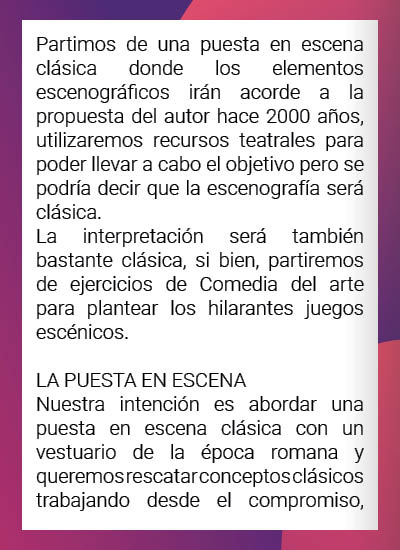 Partimos de una puesta en escena
clásica donde los elementos
escenográficos irán acorde a la
propuesta del autor hace 2000 años,
utilizaremos recursos teatrales para
poder llevar a cabo el objetivo pero se
podría decir que la escenografía será
clásica.
La interpretación será también
bastante clásica, si bien, partiremos
de ejercicios de Comedia del arte
para plantear los hilarantes juegos
escénicos.

LA PUESTA EN ESCENA
Nuestra intención es abordar una
puesta en escena clásica con un
vestuario de la época romana y
queremos rescatar conceptos clásicos
trabajando desde el compromiso,